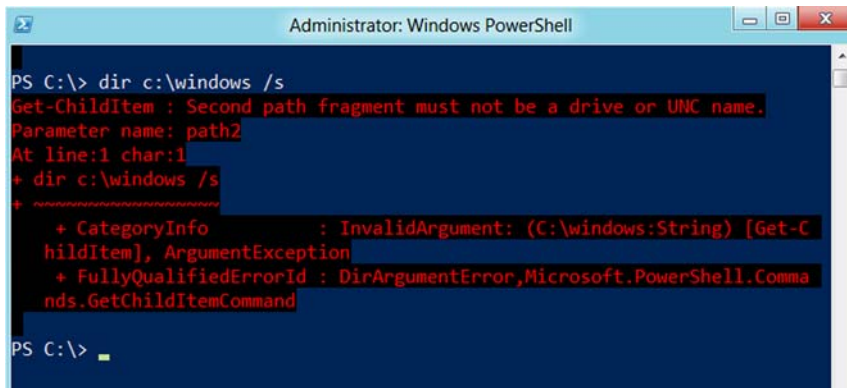 Administrator: Windows PowerShell
PS C:\> dir c:\windows /s
Get-ChildItem : Second path fragment must not be a drive or UNC name.
Parameter name: path2
At line:1 char:1
+ dir c:\windows /s
+ ~~~~~~~~~~~~~~~~~
    + CategoryInfo          : InvalidArgument: (C:\windows:String) [Get-C
   hildItem], ArgumentException
    + FullyQualifiedErrorId : DirArgumentError,Microsoft.PowerShell.Comma
   nds.GetChildItemCommand
PS C:\>